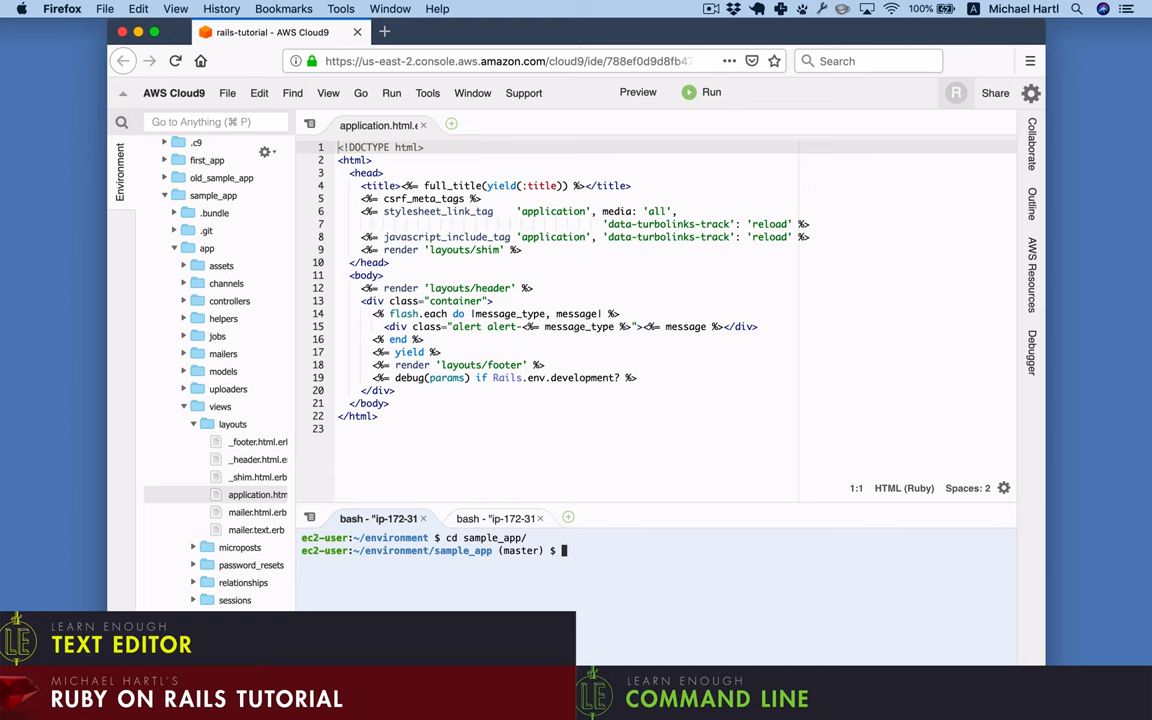 Firefox File Edit View History Bookmarks Tools Window Help 100% A Michael Hartl
rails-tutorial - AWS Cloud9
https://us-east-2.console.aws.amazon.com/cloud9/ide/788ef0d9d8fb47 Search
AWS Cloud9 File Edit Find View Go Run Tools Window Support Preview Run R Share
Go to Anything (⌘ P)
application.html.e
Environment
Collaborate
Outline
AWS Resources
Debugger
.c9
first_app
old_sample_app
sample_app
.bundle
.git
app
assets
channels
controllers
helpers
jobs
mailers
models
uploaders
views
layouts
_footer.html.erl
_header.html.e
_shim.html.erb
application.htm
mailer.html.erb
mailer.text.erb
microposts
password_resets
relationships
sessions
1 <!DOCTYPE html>
2 <html>
3 <head>
4 <title><%= full_title(yield(:title)) %></title>
5 <%= csrf_meta_tags %>
6 <%= stylesheet_link_tag 'application', media: 'all',
7 'data-turbolinks-track': 'reload' %>
8 <%= javascript_include_tag 'application', 'data-turbolinks-track': 'reload' %>
9 <%= render 'layouts/shim' %>
10 </head>
11 <body>
12 <%= render 'layouts/header' %>
13 <div class="container">
14 <% flash.each do |message_type, message| %>
15 <div class="alert alert-<%= message_type %>"><%= message %></div>
16 <% end %>
17 <%= yield %>
18 <%= render 'layouts/footer' %>
19 <%= debug(params) if Rails.env.development? %>
20 </div>
21 </body>
22 </html>
23
1:1 HTML (Ruby) Spaces: 2
bash - "ip-172-31 bash - "ip-172-31
ec2-user:~/environment $ cd sample_app/
ec2-user:~/environment/sample_app (master) $
LE
LEARN ENOUGH
TEXT EDITOR
MICHAEL HARTL'S
RUBY ON RAILS TUTORIAL
LE
LEARN ENOUGH
COMMAND LINE